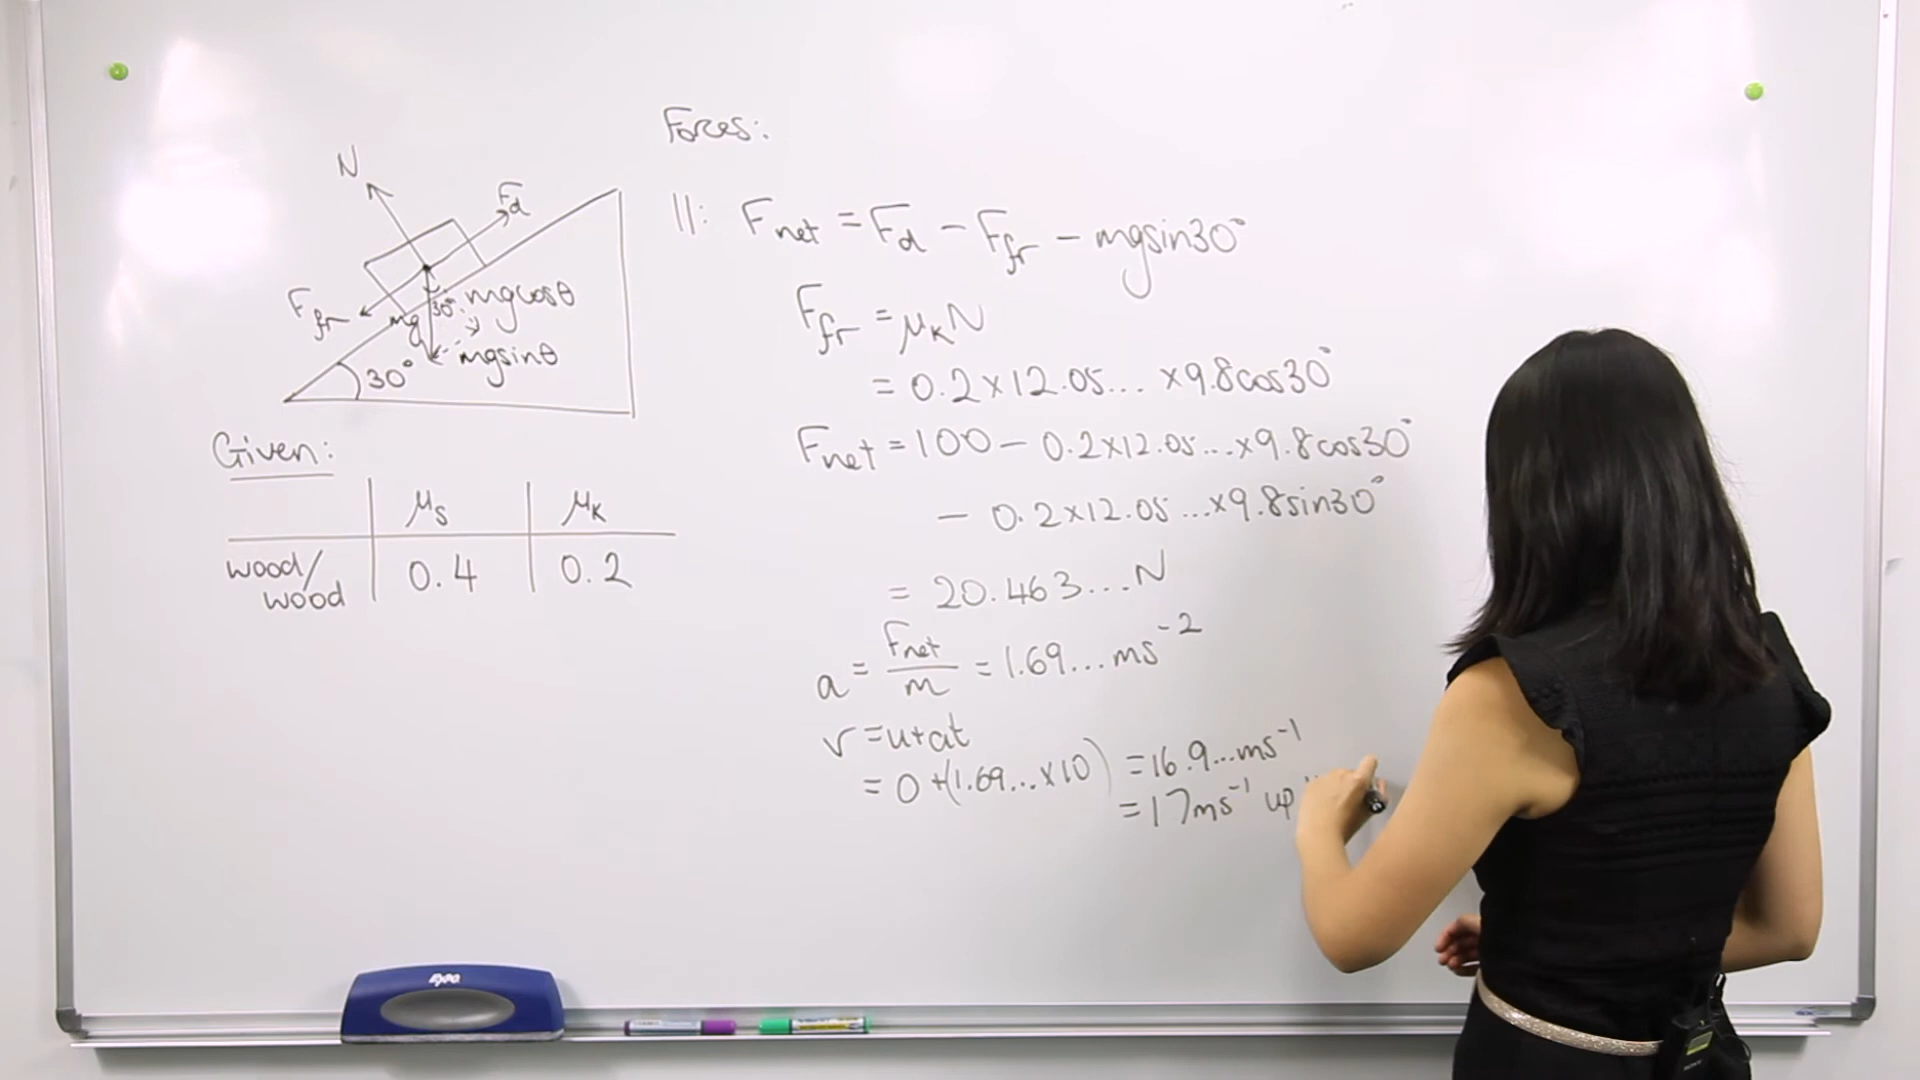 Forces:
N
Fd
Ffr
mg
30°
mgcosθ
mgsinθ
30°
||: Fnet = Fd - Ffr - mgsin30°
Ffr = μKN
= 0.2×12.05... ×9.8cos30°
Fnet = 100 - 0.2×12.05...×9.8cos30°
- 0.2×12.05...×9.8sin30°
= 20.463...N
a = Fnet/m = 1.69...ms⁻²
v = u+at
= 0+(1.69...×10) = 16.9...ms⁻¹
= 17ms⁻¹ up
Given:
μS μK
wood/wood 0.4 0.2
expo